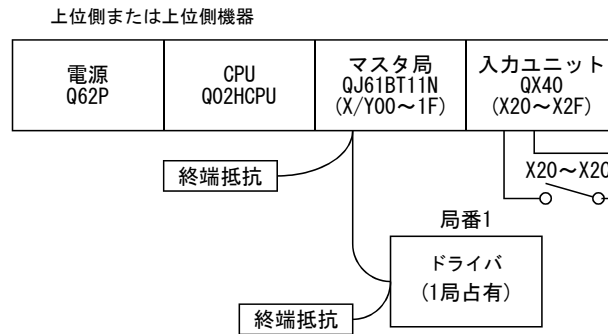 上位側または上位側機器
電源
Q62P
CPU
Q02HCPU
マスタ局
QJ61BT11N
(X/Y00～1F)
入力ユニット
QX40
(X20～X2F)
終端抵抗
X20～X20
局番1
ドライバ
(1局占有)
終端抵抗